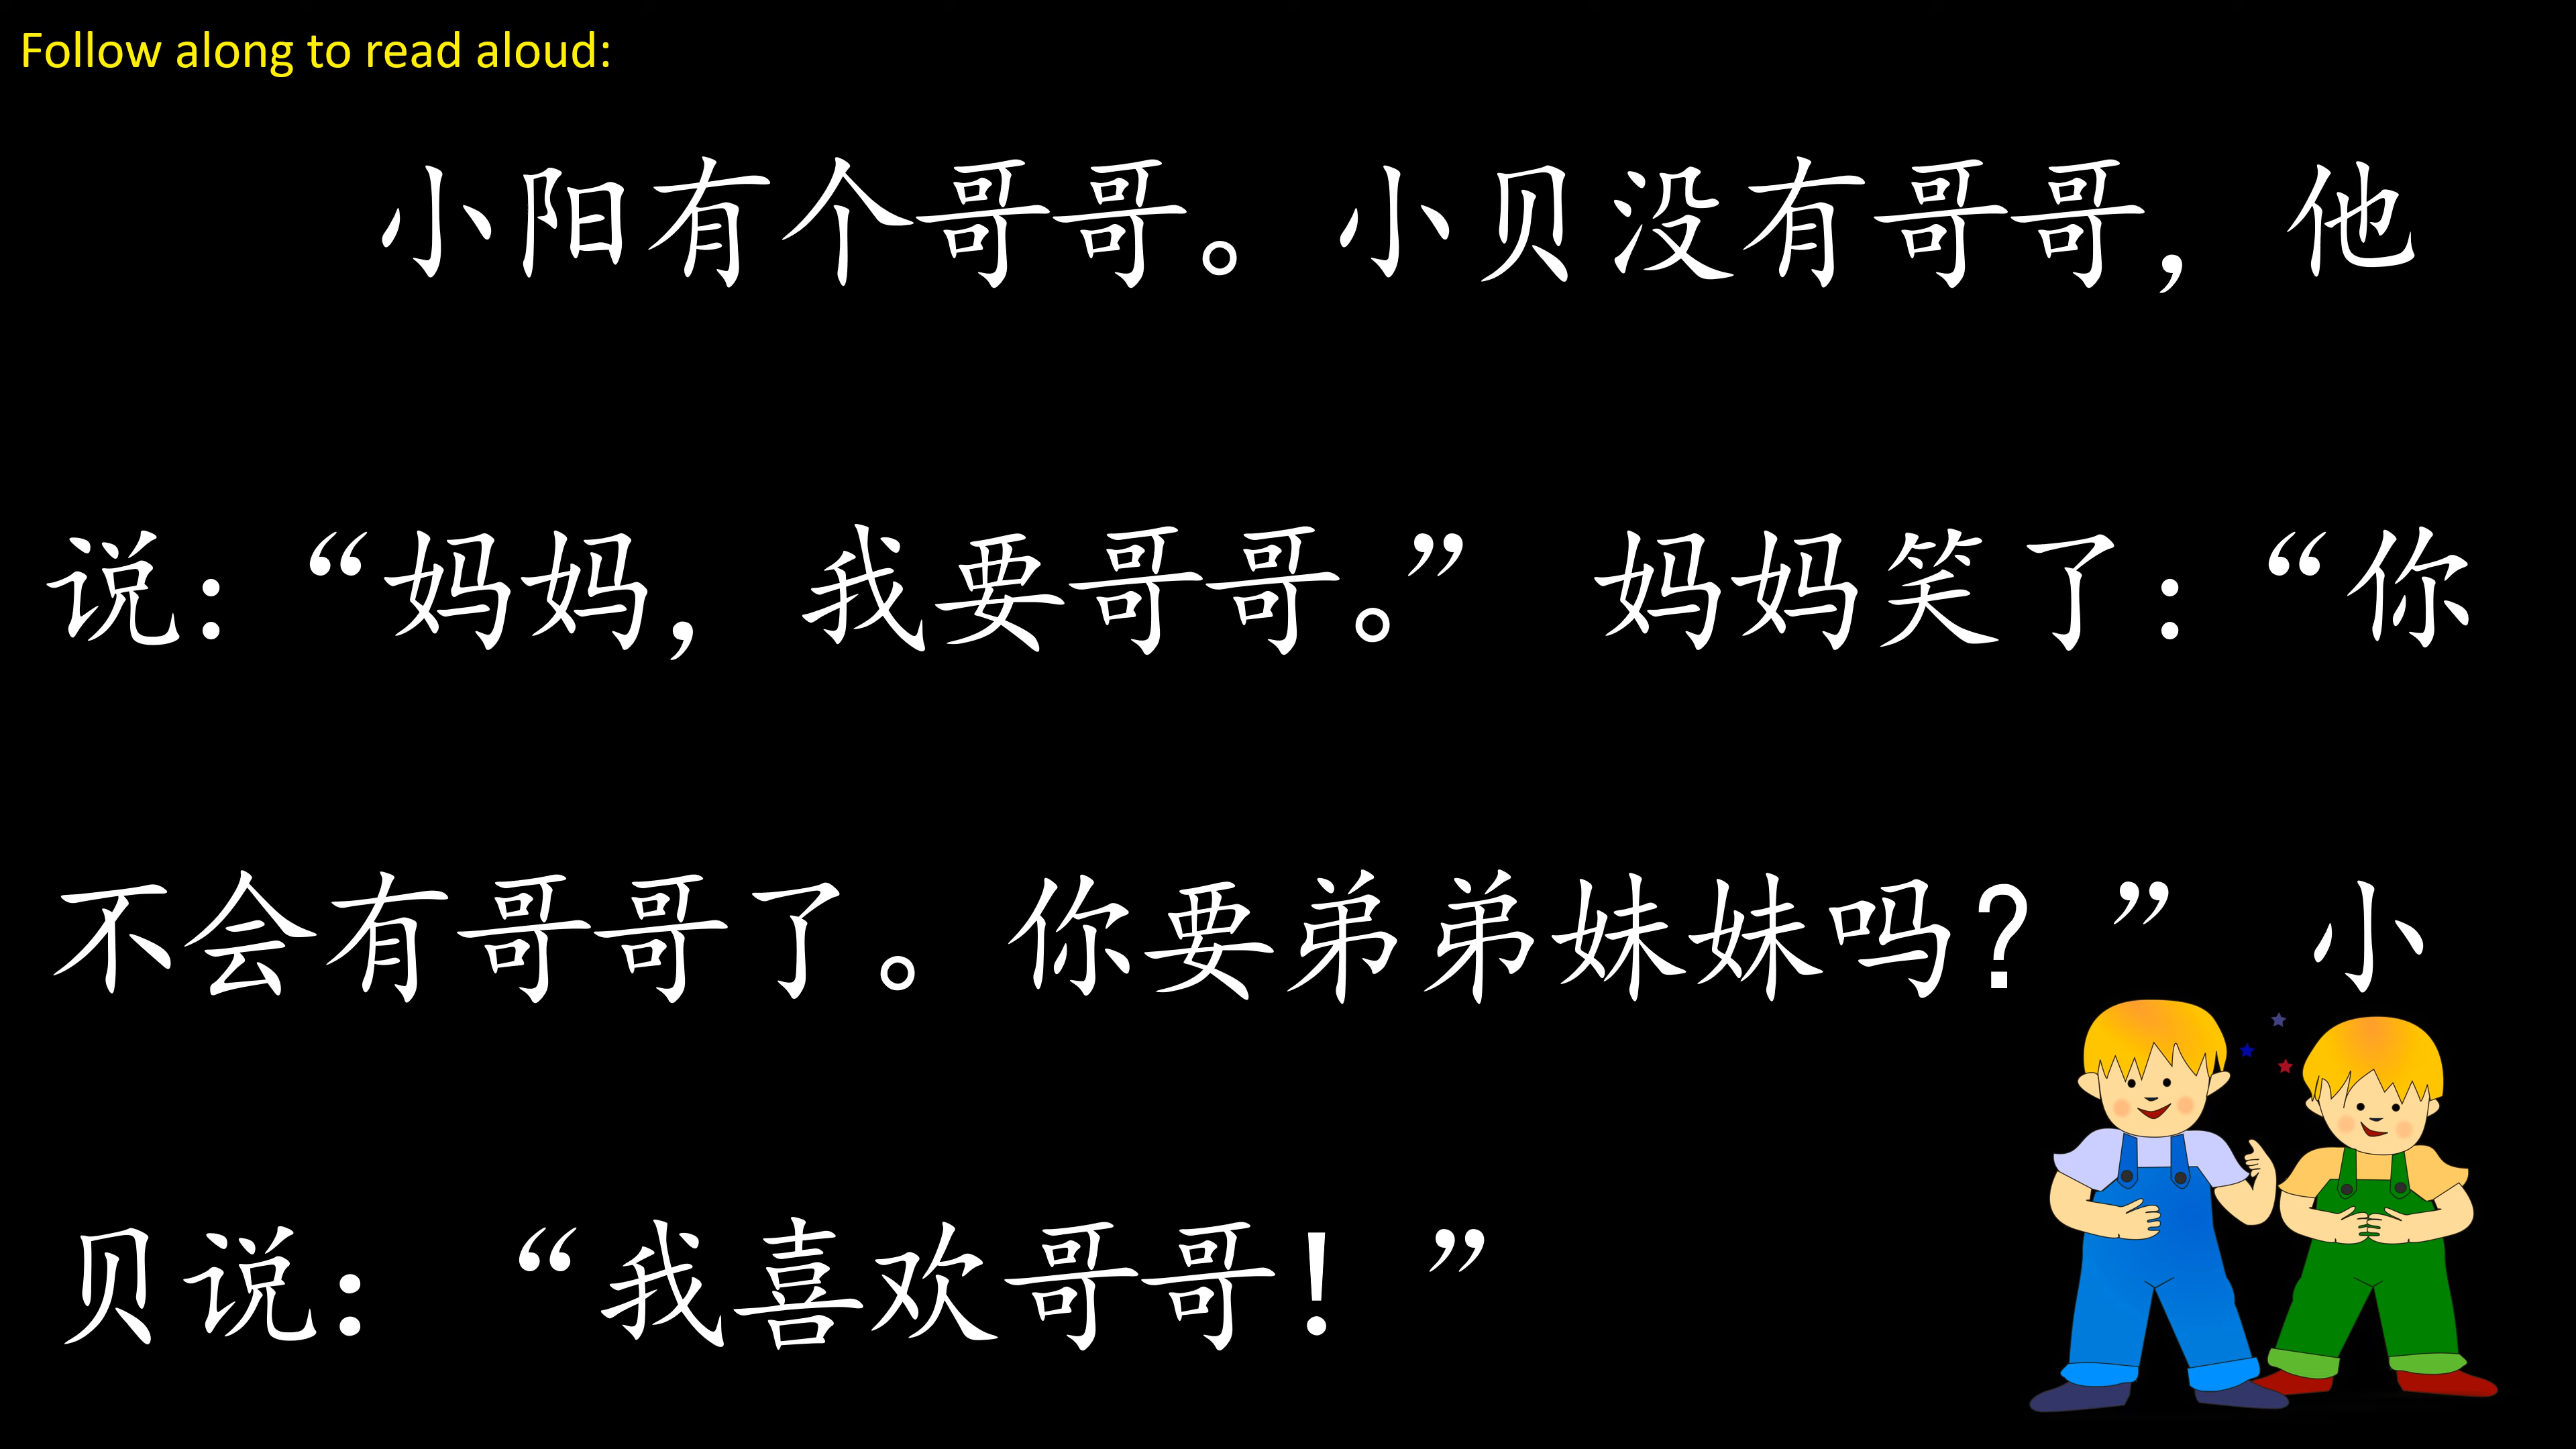 Follow along to read aloud:
小阳有个哥哥。小贝没有哥哥，他
说：“妈妈，我要哥哥。” 妈妈笑了：“你
不会有哥哥了。你要弟弟妹妹吗？” 小
贝说： “我喜欢哥哥！”